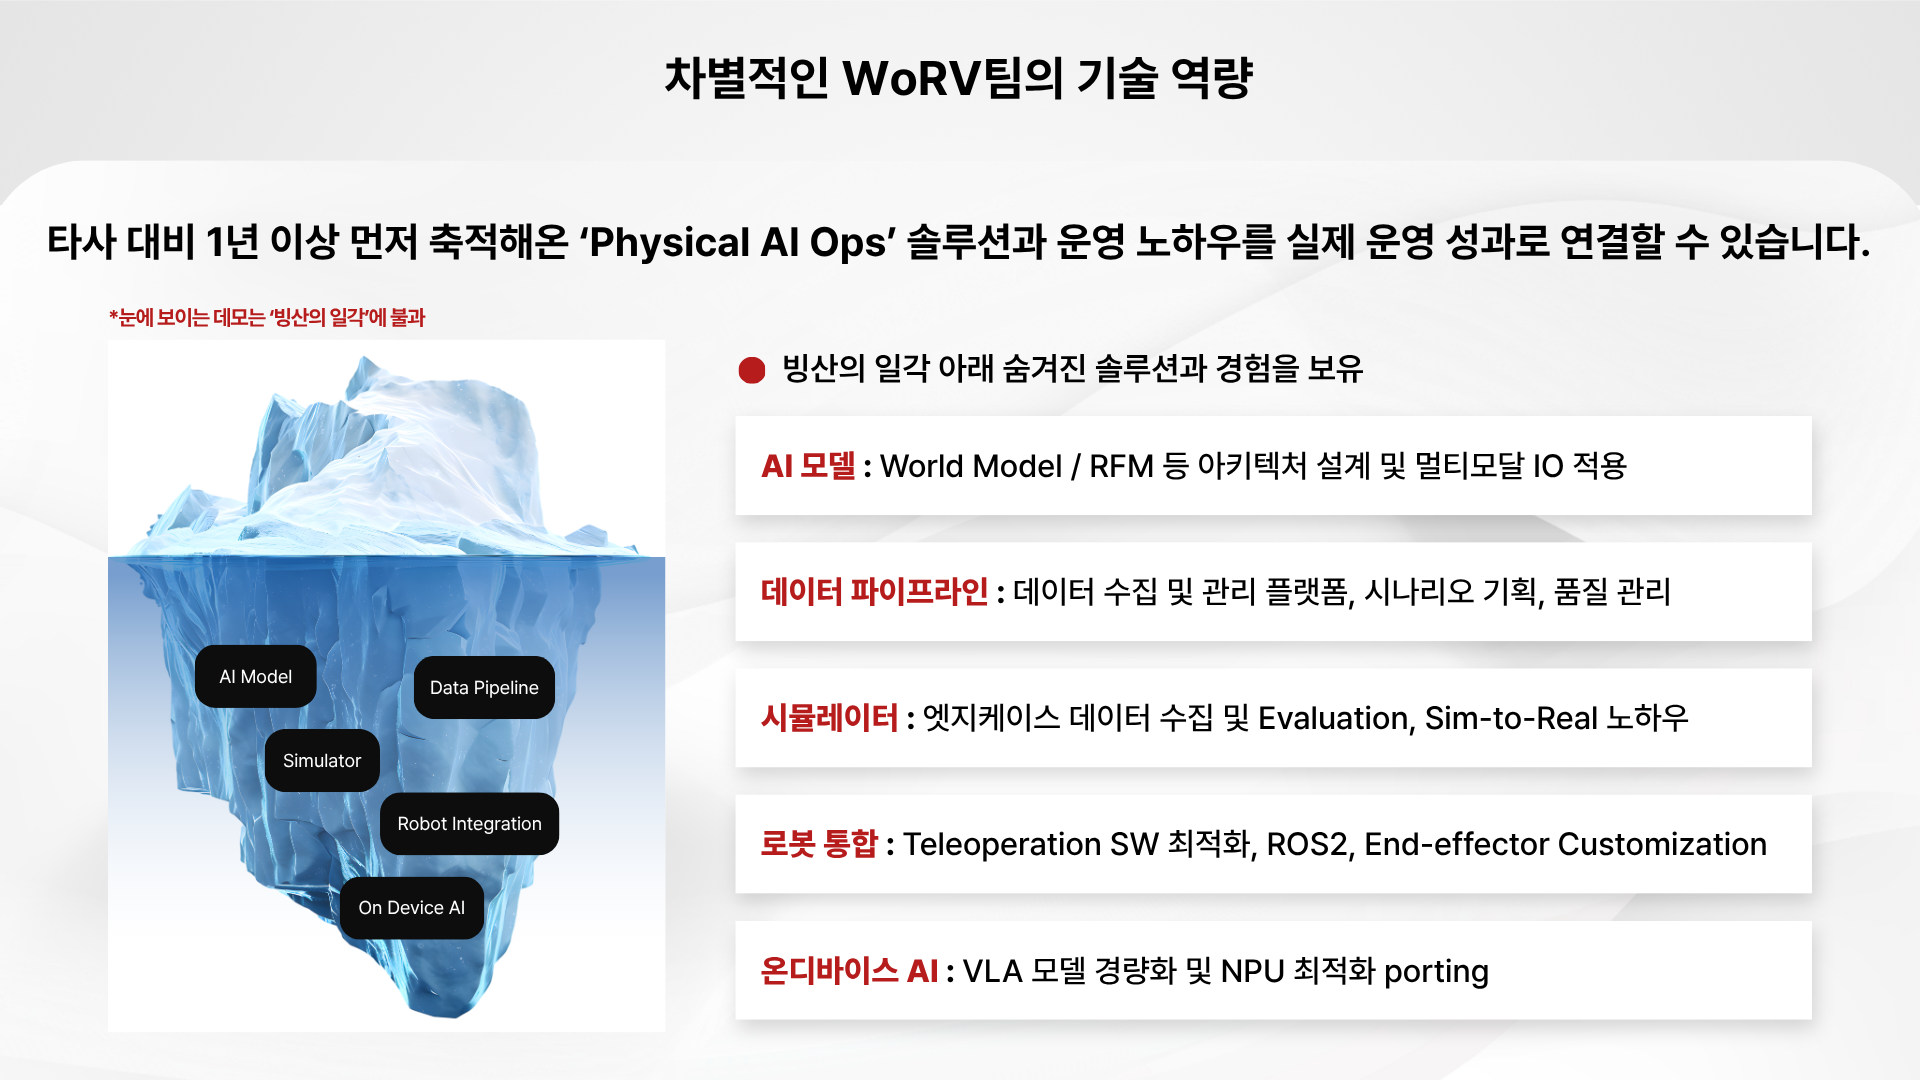 차별적인 WoRV팀의 기술 역량
타사 대비 1년 이상 먼저 축적해온 ‘Physical AI Ops’ 솔루션과 운영 노하우를 실제 운영 성과로 연결할 수 있습니다.
*눈에 보이는 데모는 ‘빙산의 일각’에 불과
AI Model
Data Pipeline
Simulator
Robot Integration
On Device AI
빙산의 일각 아래 숨겨진 솔루션과 경험을 보유
AI 모델 : World Model / RFM 등 아키텍처 설계 및 멀티모달 IO 적용
데이터 파이프라인 : 데이터 수집 및 관리 플랫폼, 시나리오 기획, 품질 관리
시뮬레이터 : 엣지케이스 데이터 수집 및 Evaluation, Sim-to-Real 노하우
로봇 통합 : Teleoperation SW 최적화, ROS2, End-effector Customization
온디바이스 AI : VLA 모델 경량화 및 NPU 최적화 porting